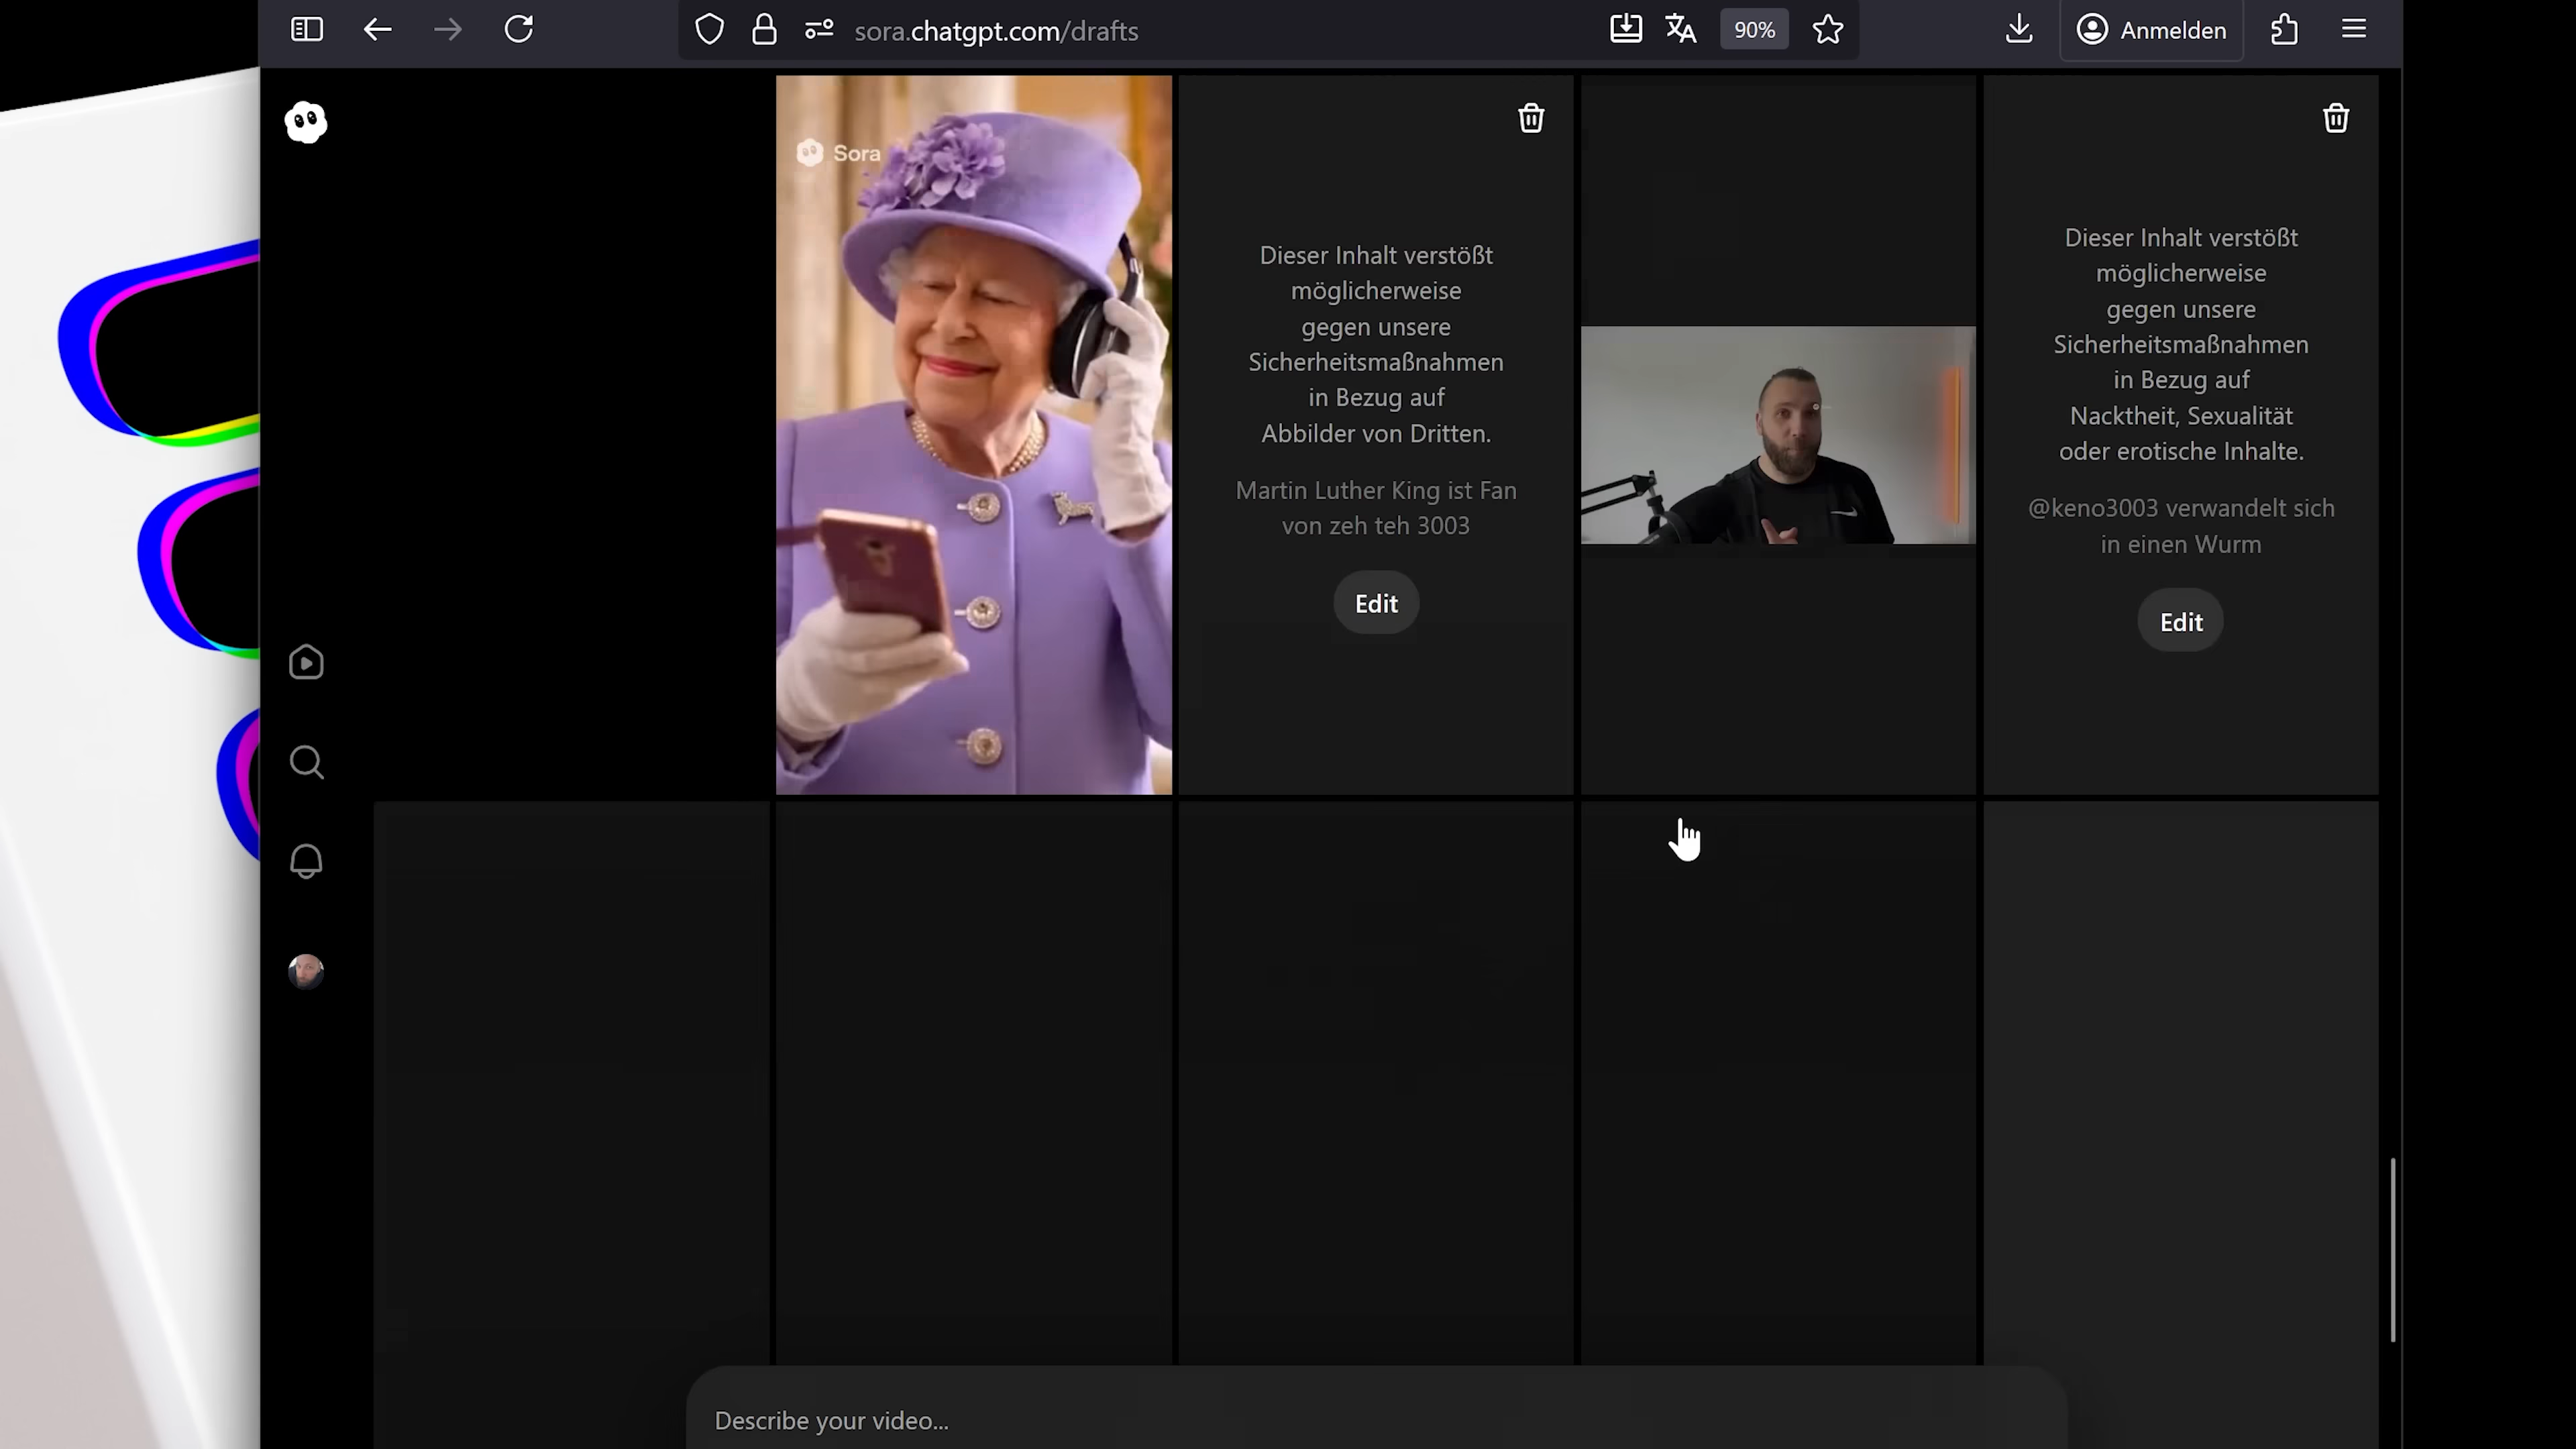 sora.chatgpt.com/drafts
90%
Anmelden
Sora
Dieser Inhalt verstößt
möglicherweise
gegen unsere
Sicherheitsmaßnahmen
in Bezug auf
Abbilder von Dritten.
Martin Luther King ist Fan
von zeh teh 3003
Edit
Dieser Inhalt verstößt
möglicherweise
gegen unsere
Sicherheitsmaßnahmen
in Bezug auf
Nacktheit, Sexualität
oder erotische Inhalte.
@keno3003 verwandelt sich
in einen Wurm
Edit
Describe your video...